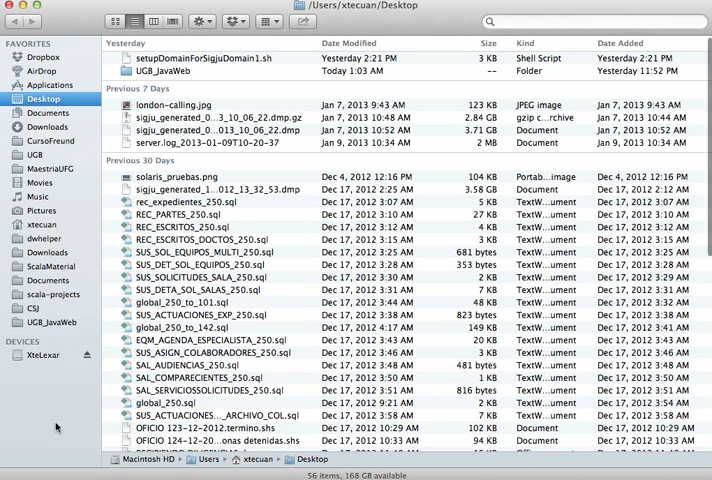 /Users/xtecuan/Desktop
FAVORITES
Dropbox
AirDrop
Applications
Desktop
Documents
Downloads
CursoFreund
UGB
MaestriaUFG
Movies
Music
Pictures
xtecuan
dwhelper
Downloads
ScalaMaterial
Documents
scala-projects
CSJ
UGB_JavaWeb
DEVICES
XteLexar
Yesterday Date Modified Size Kind Date Added
setupDomainForSigjuDomain1.sh Yesterday 2:21 PM 3 KB Shell Script Yesterday 2:21 PM
UGB_JavaWeb Today 1:03 AM -- Folder Yesterday 11:52 PM
Previous 7 Days
london-calling.jpg Jan 7, 2013 9:43 AM 123 KB JPEG image Jan 7, 2013 9:43 AM
sigju_generated_0...3_10_06_22.dmp.gz Jan 7, 2013 10:48 AM 2.84 GB gzip c...rchive Jan 7, 2013 10:44 AM
sigju_generated_0...013_10_06_22.dmp Jan 7, 2013 10:52 AM 3.71 GB Document Jan 7, 2013 10:52 AM
server.log_2013-01-09T10-20-37 Jan 9, 2013 10:34 AM 2 MB Document Jan 9, 2013 10:34 AM
Previous 30 Days
solaris_pruebas.png Dec 4, 2012 12:16 PM 104 KB Portab...image Dec 4, 2012 12:16 PM
sigju_generated_1...012_13_32_53.dmp Dec 17, 2012 2:25 AM 3.58 GB Document Dec 17, 2012 2:12 AM
rec_expedientes_250.sql Dec 17, 2012 3:07 AM 5 KB TextW...ument Dec 17, 2012 3:07 AM
REC_PARTES_250.sql Dec 17, 2012 3:10 AM 27 KB TextW...ument Dec 17, 2012 3:10 AM
REC_ESCRITOS_250.sql Dec 17, 2012 3:12 AM 4 KB TextW...ument Dec 17, 2012 3:12 AM
REC_ESCRITOS_DOCTOS_250.sql Dec 17, 2012 3:15 AM 3 KB TextW...ument Dec 17, 2012 3:14 AM
SUS_SOL_EQUIPOS_MULTI_250.sql Dec 17, 2012 3:25 AM 681 bytes TextW...ument Dec 17, 2012 3:25 AM
SUS_DET_SOL_EQUIPOS_250.sql Dec 17, 2012 3:28 AM 353 bytes TextW...ument Dec 17, 2012 3:26 AM
SUS_SOLICITUDES_SALA_250.sql Dec 17, 2012 3:30 AM 2 KB TextW...ument Dec 17, 2012 3:29 AM
SUS_DETA_SOL_SALAS_250.sql Dec 17, 2012 3:31 AM 2 KB TextW...ument Dec 17, 2012 3:31 AM
global_250_to_101.sql Dec 17, 2012 3:44 AM 48 KB TextW...ument Dec 17, 2012 3:32 AM
SUS_ACTUACIONES_EXP_250.sql Dec 17, 2012 3:38 AM 823 bytes TextW...ument Dec 17, 2012 3:38 AM
global_250_to_142.sql Dec 17, 2012 4:17 AM 149 KB TextW...ument Dec 17, 2012 3:41 AM
EQM_AGENDA_ESPECIALISTA_250.sql Dec 17, 2012 3:43 AM 20 KB TextW...ument Dec 17, 2012 3:43 AM
SUS_ASIGN_COLABORADORES_250.sql Dec 17, 2012 3:46 AM 3 KB TextW...ument Dec 17, 2012 3:46 AM
SAL_AUDIENCIAS_250.sql Dec 17, 2012 3:48 AM 481 bytes TextW...ument Dec 17, 2012 3:48 AM
SAL_COMPARECIENTES_250.sql Dec 17, 2012 3:50 AM 1 KB TextW...ument Dec 17, 2012 3:50 AM
SAL_SERVICIOSSOLICITUDES_250.sql Dec 17, 2012 3:51 AM 816 bytes TextW...ument Dec 17, 2012 3:51 AM
global_250.sql Dec 17, 2012 9:21 AM 2 KB TextW...ument Dec 17, 2012 3:56 AM
SUS_ACTUACIONES..._ARCHIVO_COL.sql Dec 17, 2012 3:58 AM 7 KB TextW...ument Dec 17, 2012 3:58 AM
OFICIO 123-12-2012.termino.shs Dec 17, 2012 10:29 AM 102 KB Document Dec 17, 2012 10:29 AM
OFICIO 124-12-20...onas detenidas.shs Dec 17, 2012 10:33 AM 94 KB Document Dec 17, 2012 10:33 AM
Macintosh HD Users xtecuan Desktop
56 items, 168 GB available